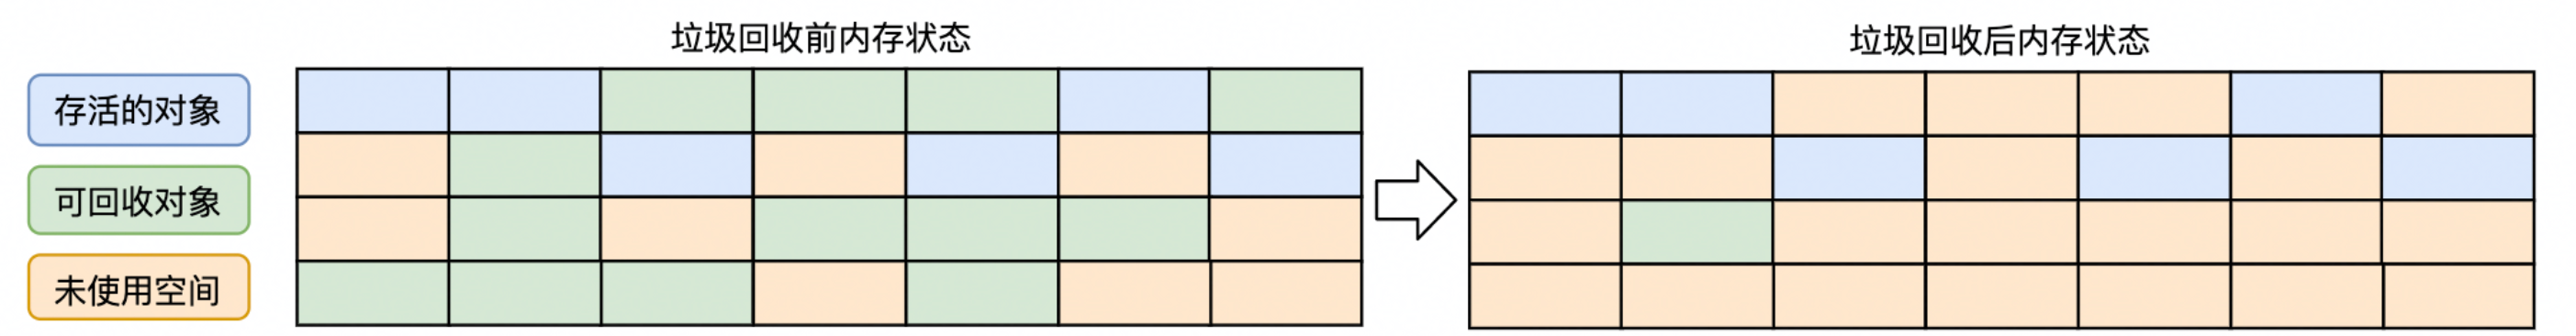 垃圾回收前内存状态
垃圾回收后内存状态
存活的对象
可回收对象
未使用空间